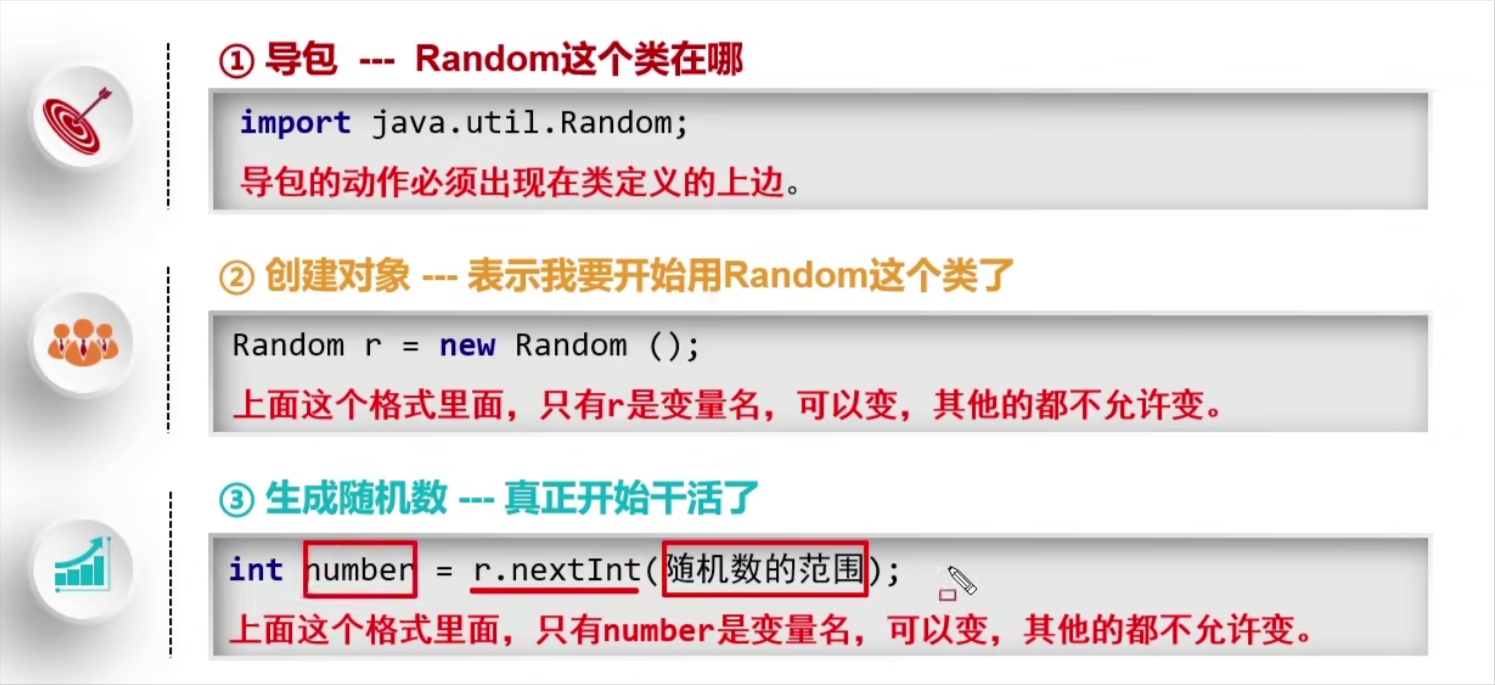 ① 导包 --- Random这个类在哪
import java.util.Random;
导包的动作必须出现在类定义的上边。
② 创建对象 --- 表示我要开始用Random这个类了
Random r = new Random ();
上面这个格式里面，只有r是变量名，可以变，其他的都不允许变。
③ 生成随机数 --- 真正开始干活了
int number = r.nextInt(随机数的范围);
上面这个格式里面，只有number是变量名，可以变，其他的都不允许变。